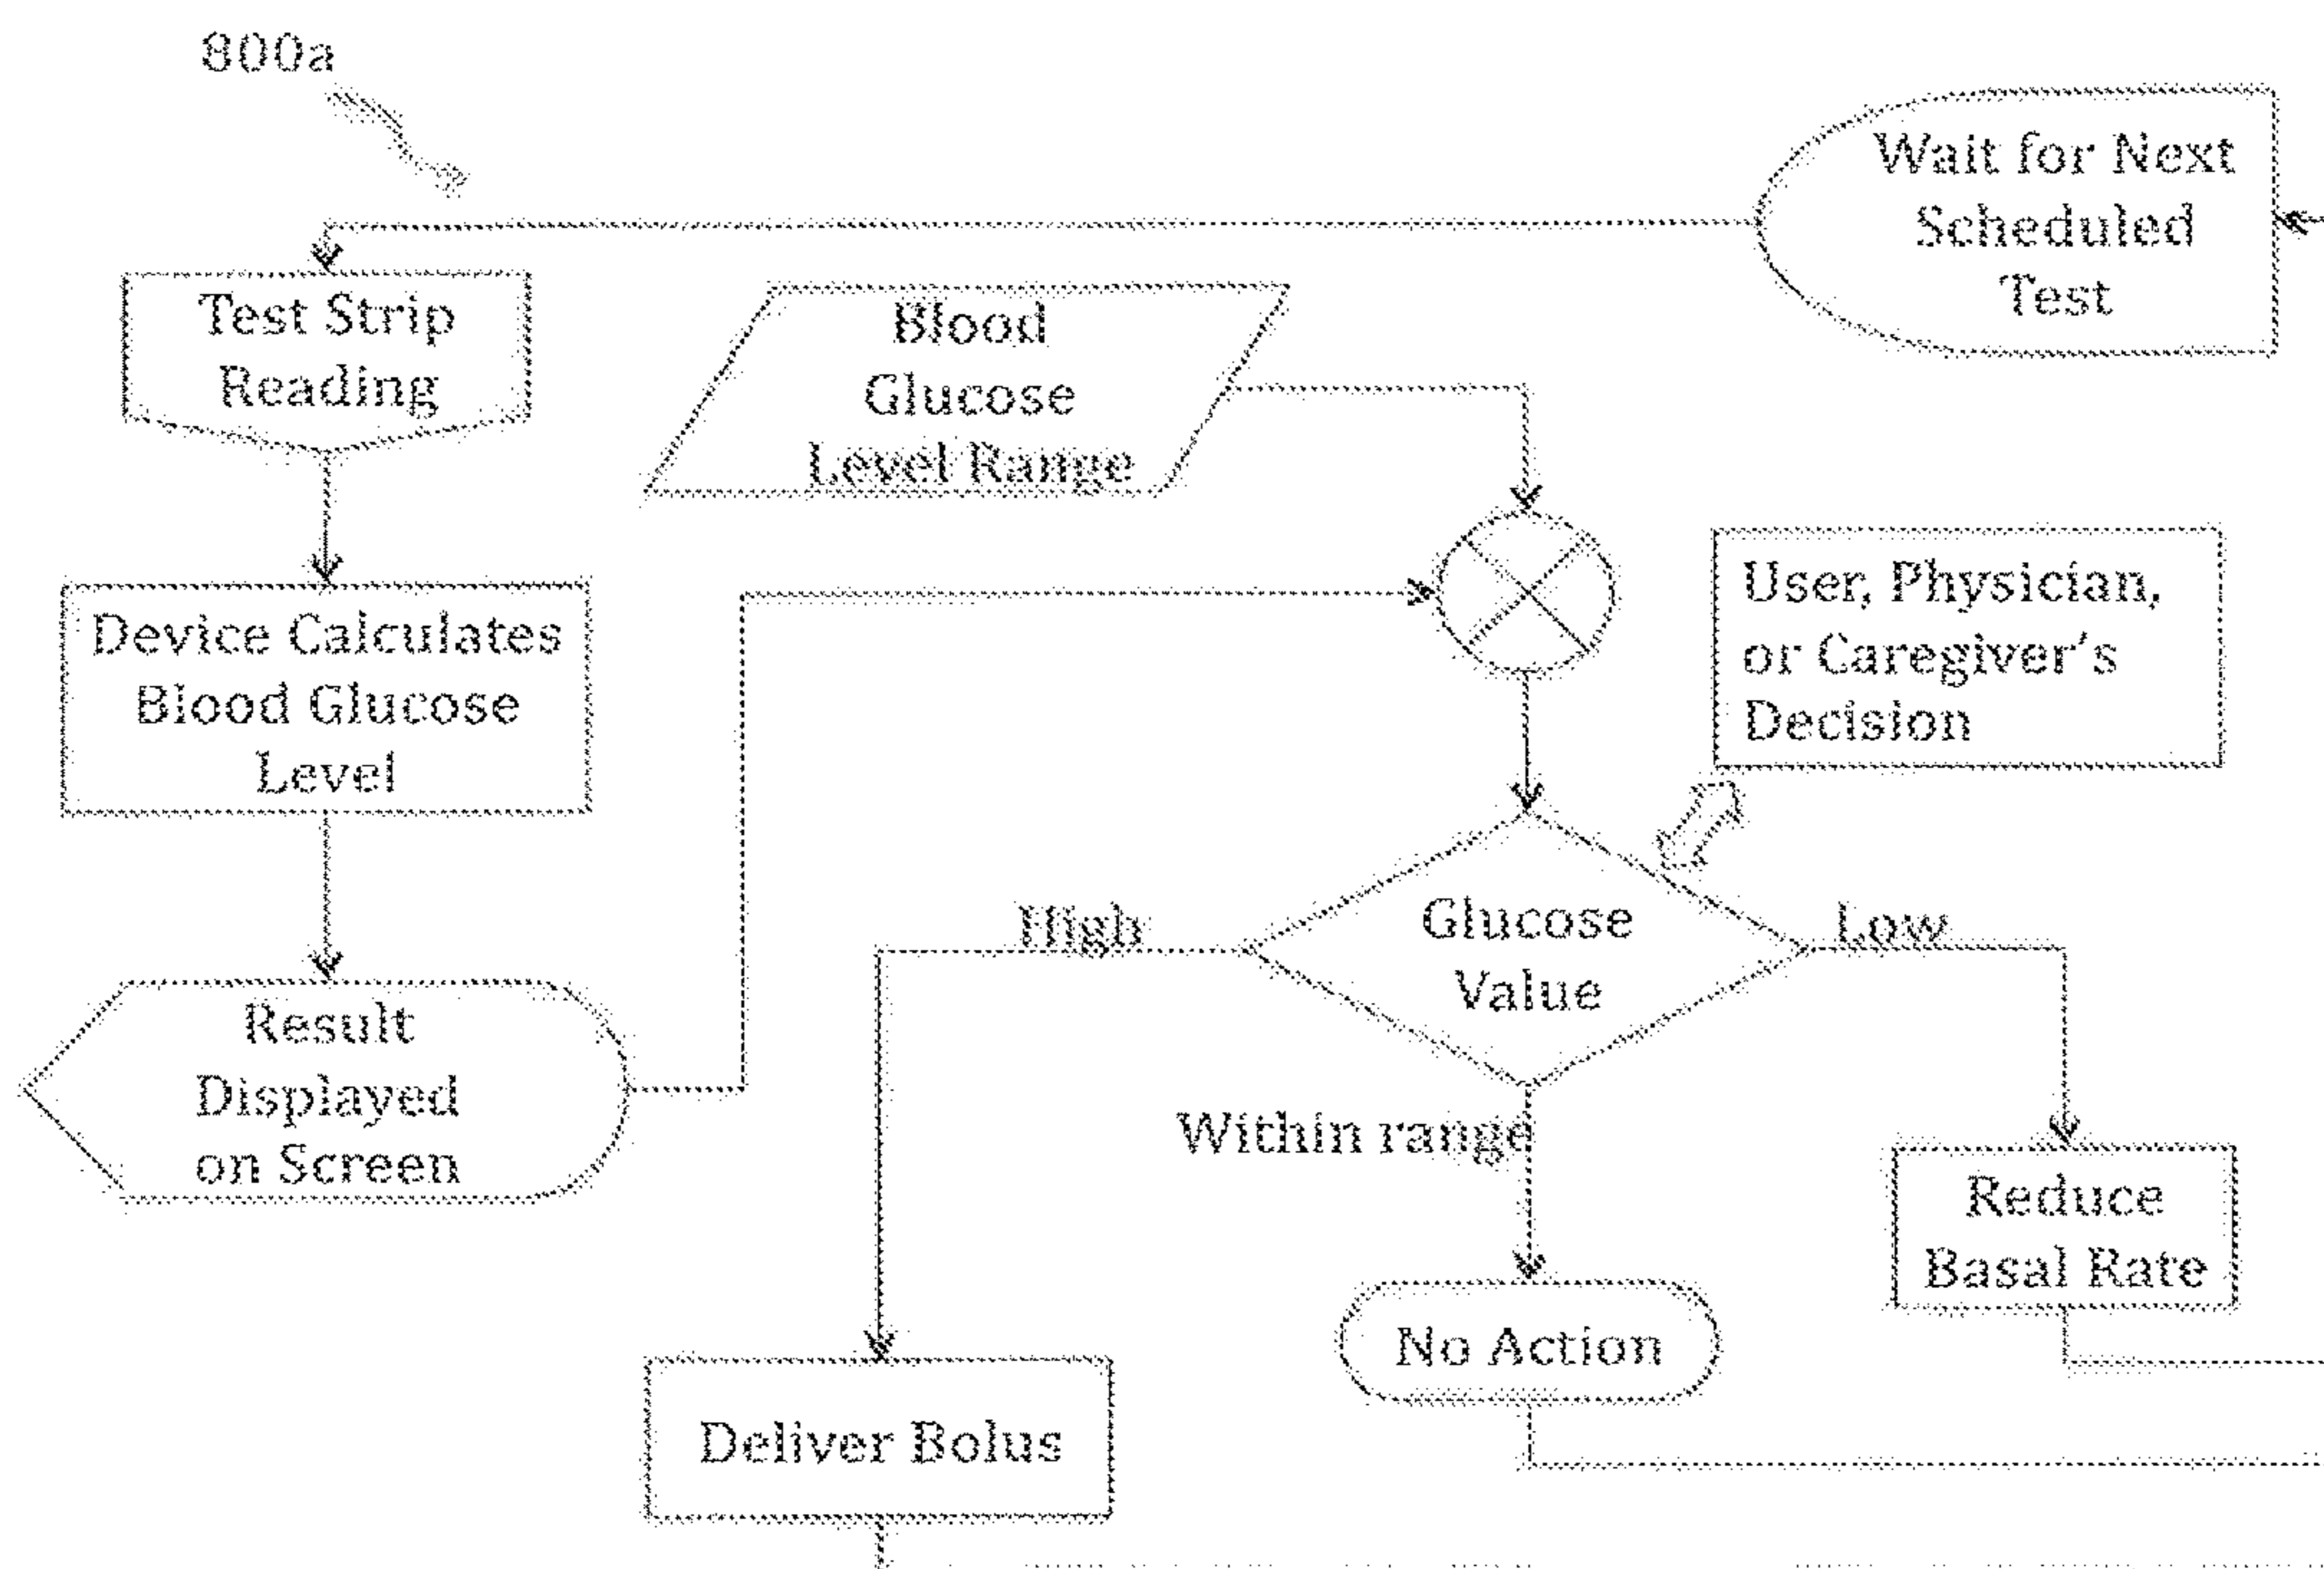 800a
Wait for Next
Scheduled
Test
Test Strip
Reading
Blood
Glucose
Level Range
User, Physician,
or Caregiver's
Decision
Device Calculates
Blood Glucose
Level
High
Glucose
Value
Low
Result
Displayed
on Screen
Within range
Reduce
Basal Rate
No Action
Deliver Bolus